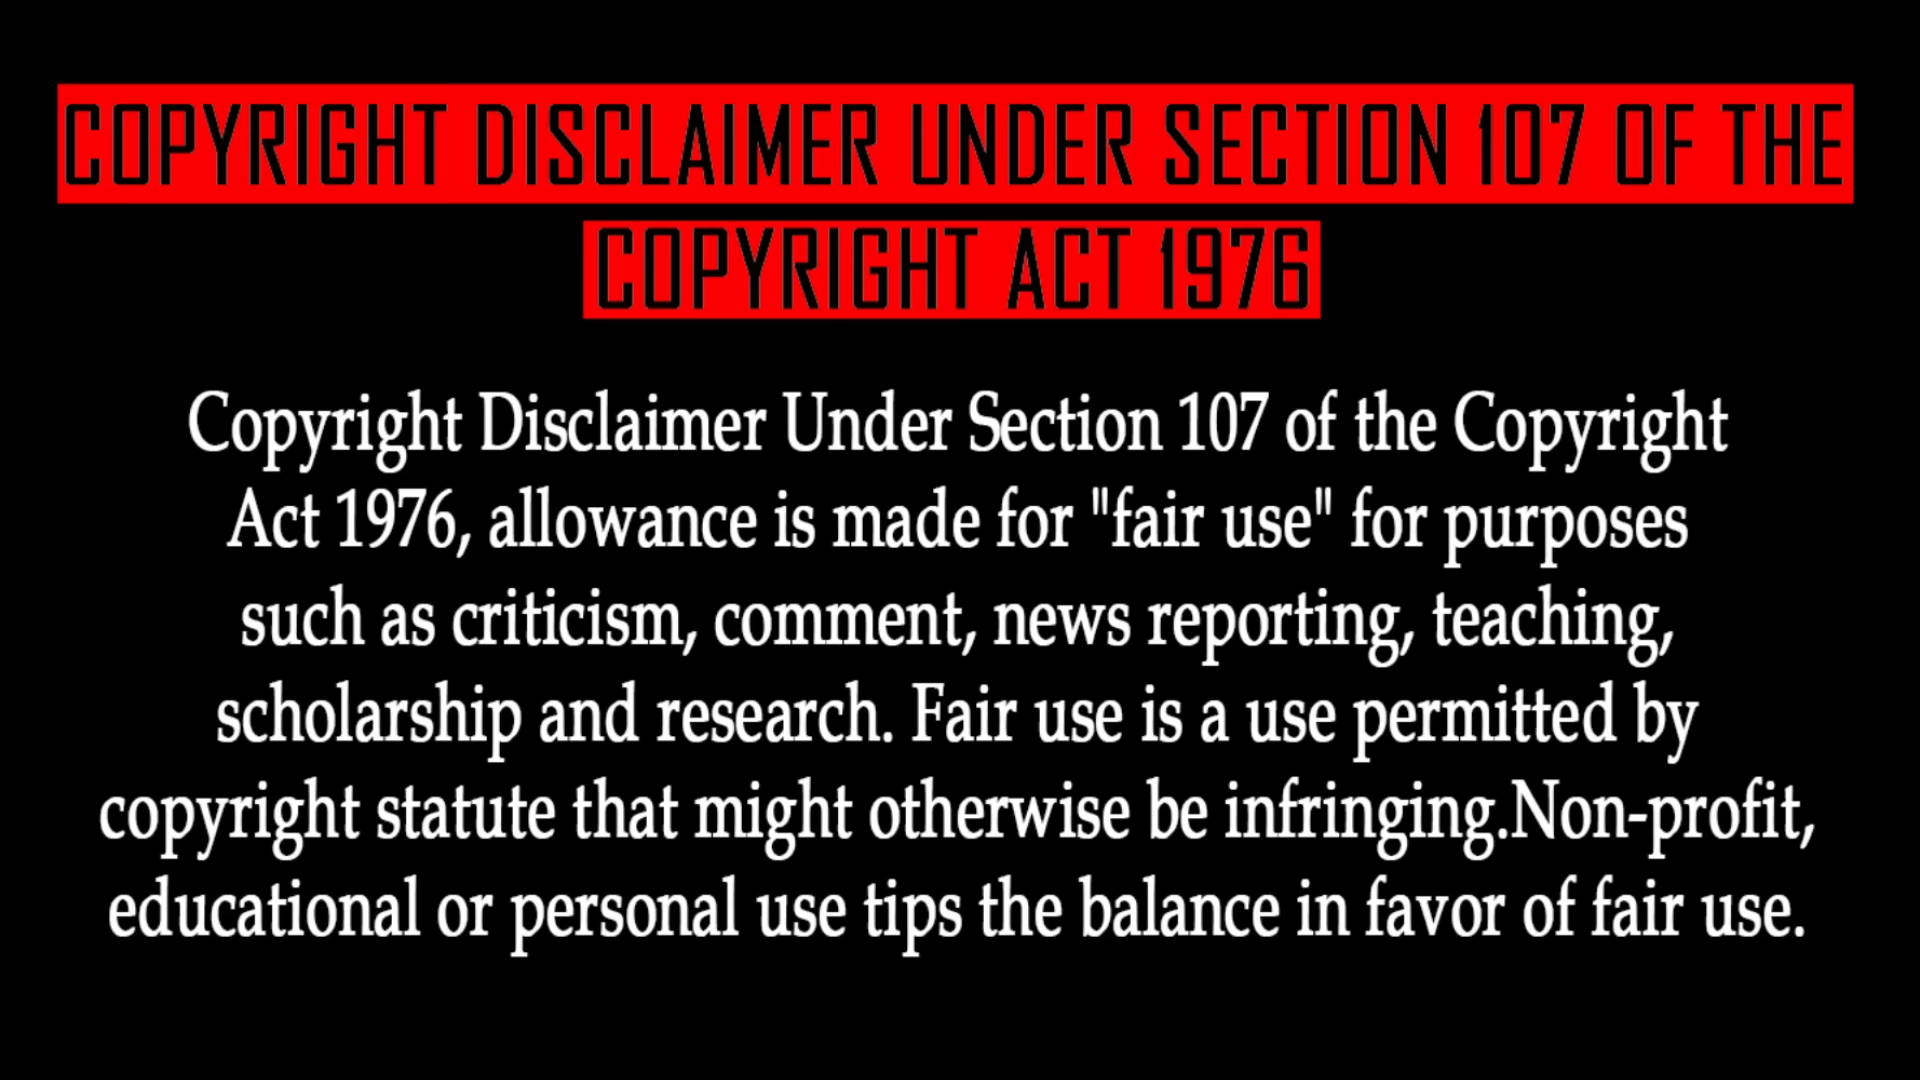 COPYRIGHT DISCLAIMER UNDER SECTION 107 OF THE
COPYRIGHT ACT 1976
Copyright Disclaimer Under Section 107 of the Copyright
Act 1976, allowance is made for "fair use" for purposes
such as criticism, comment, news reporting, teaching,
scholarship and research. Fair use is a use permitted by
copyright statute that might otherwise be infringing.Non-profit,
educational or personal use tips the balance in favor of fair use.